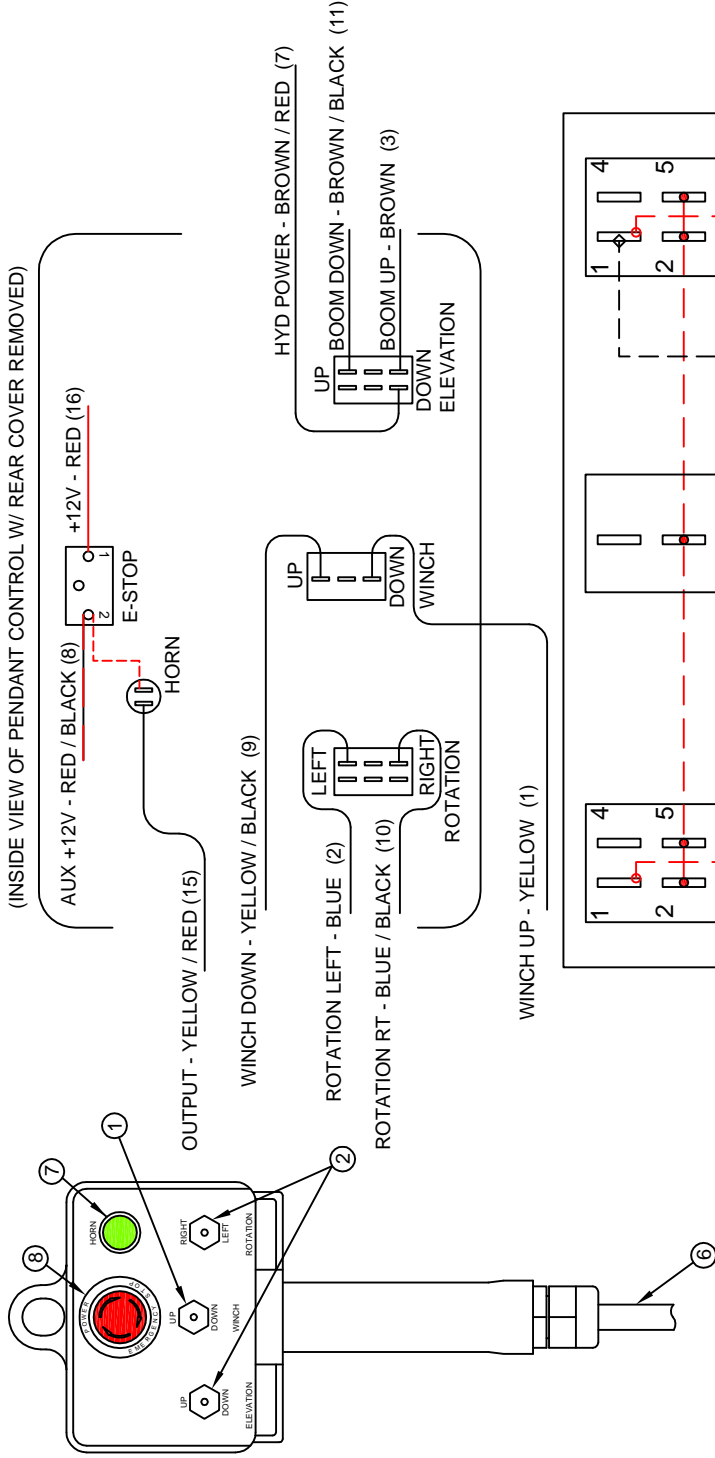 (INSIDE VIEW OF PENDANT CONTROL W/ REAR COVER REMOVED)
AUX +12V - RED / BLACK (8)
+12V - RED (16)
2
1
E-STOP
HORN
OUTPUT - YELLOW / RED (15)
WINCH DOWN - YELLOW / BLACK (9)
HYD POWER - BROWN / RED (7)
ROTATION LEFT - BLUE (2)
LEFT
UP
UP
BOOM DOWN - BROWN / BLACK (11)
ROTATION RT - BLUE / BLACK (10)
RIGHT
ROTATION
DOWN
WINCH
DOWN
ELEVATION
BOOM UP - BROWN (3)
WINCH UP - YELLOW (1)
1
4
2
5
1
4
2
5
8
7
1
2
6
POWER
EMERGENCY STOP
HORN
UP
DOWN
ELEVATION
UP
DOWN
WINCH
RIGHT
LEFT
ROTATION